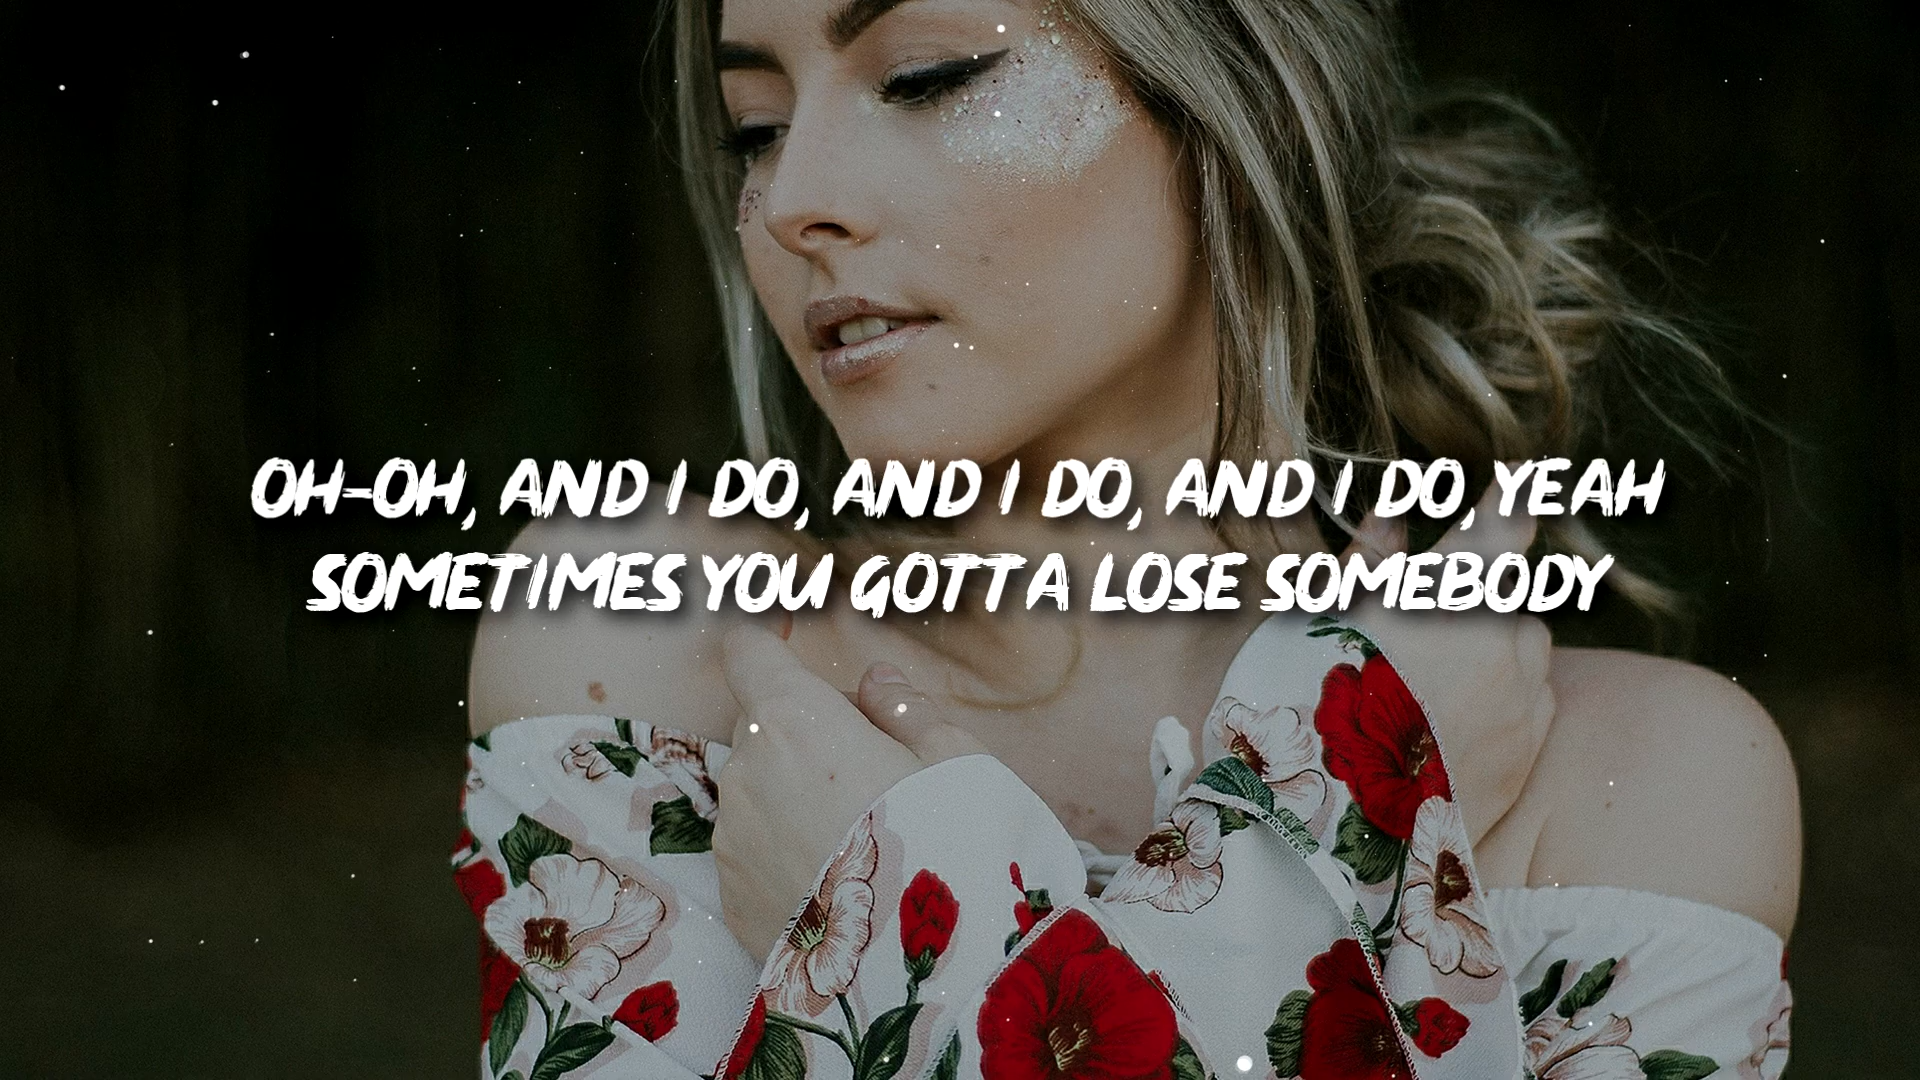 OH-OH, AND I DO, AND I DO, AND I DO, YEAH
SOMETIMES YOU GOTTA LOSE SOMEBODY